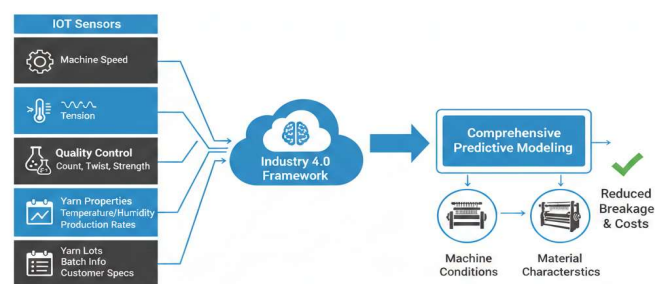 IOT Sensors
Machine Speed
Tension
Quality Control
Count, Twist, Strength
Yarn Properties
Temperature/Humidity
Production Rates
Yarn Lots
Batch Info
Customer Specs
Industry 4.0
Framework
Comprehensive
Predictive Modeling
Machine
Conditions
Material
Characterstics
Reduced
Breakage
& Costs